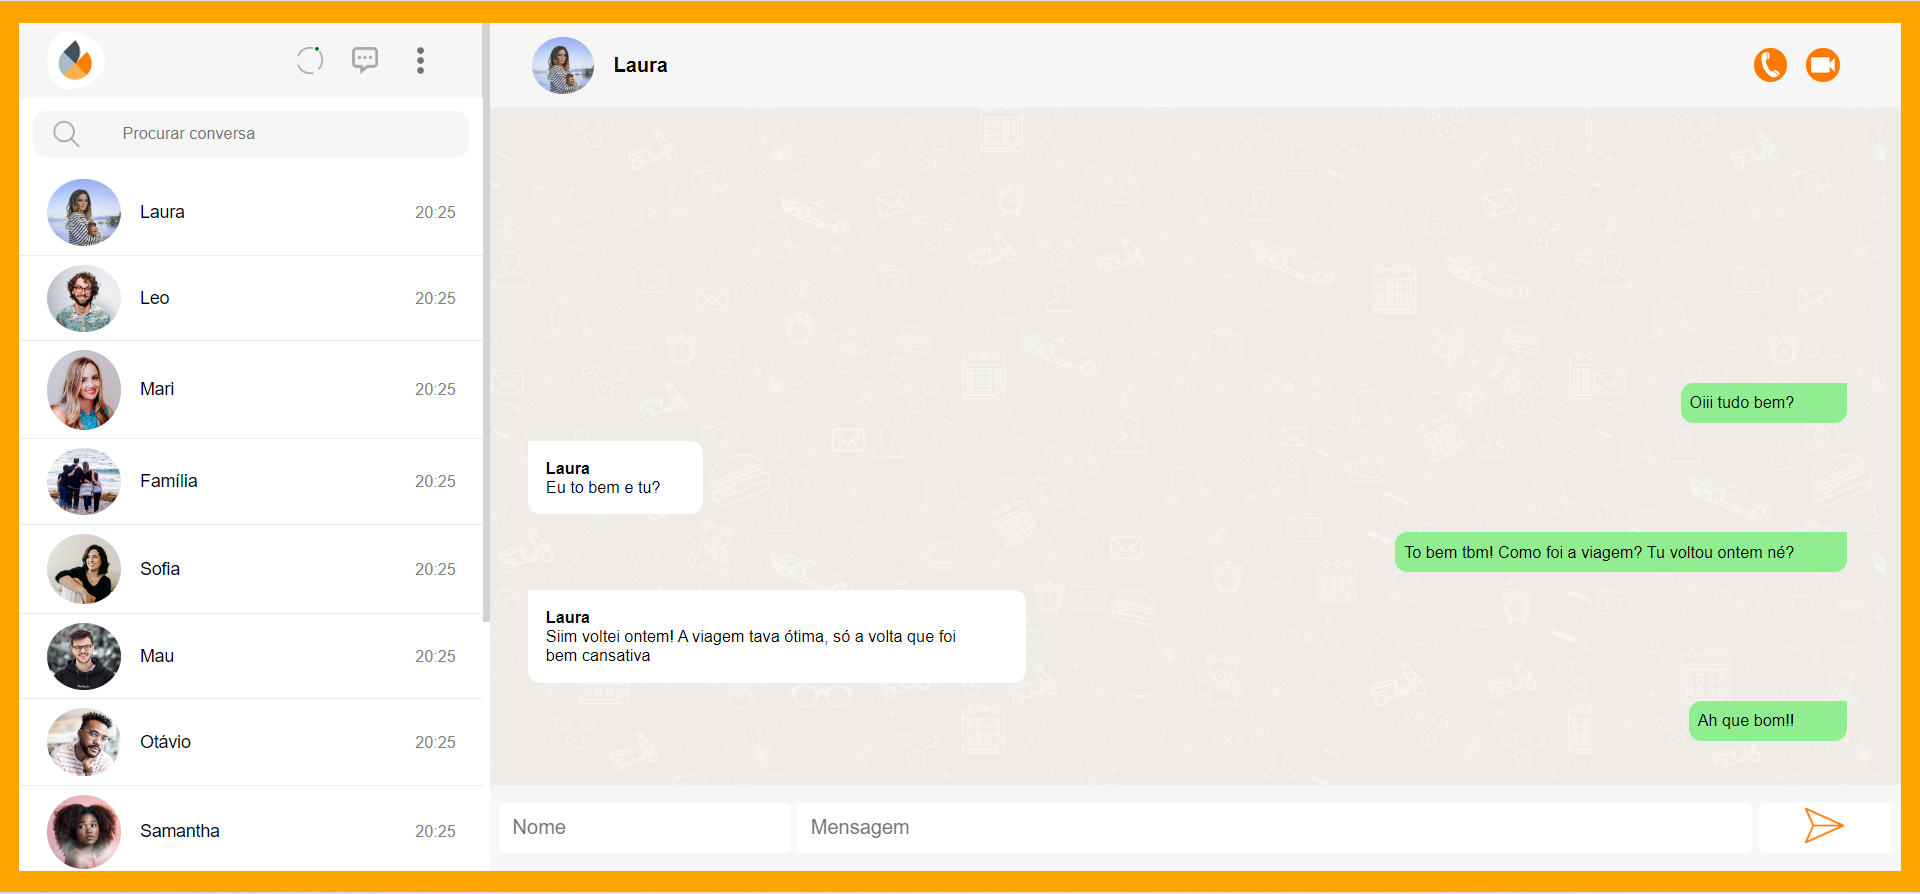 Procurar conversa
Laura
20:25
Leo
20:25
Mari
20:25
Família
20:25
Sofia
20:25
Mau
20:25
Otávio
20:25
Samantha
20:25
Laura
Oiii tudo bem?
Laura
Eu to bem e tu?
To bem tbm! Como foi a viagem? Tu voltou ontem né?
Laura
Siim voltei ontem! A viagem tava ótima, só a volta que foi
bem cansativa
Ah que bom!!
Nome
Mensagem